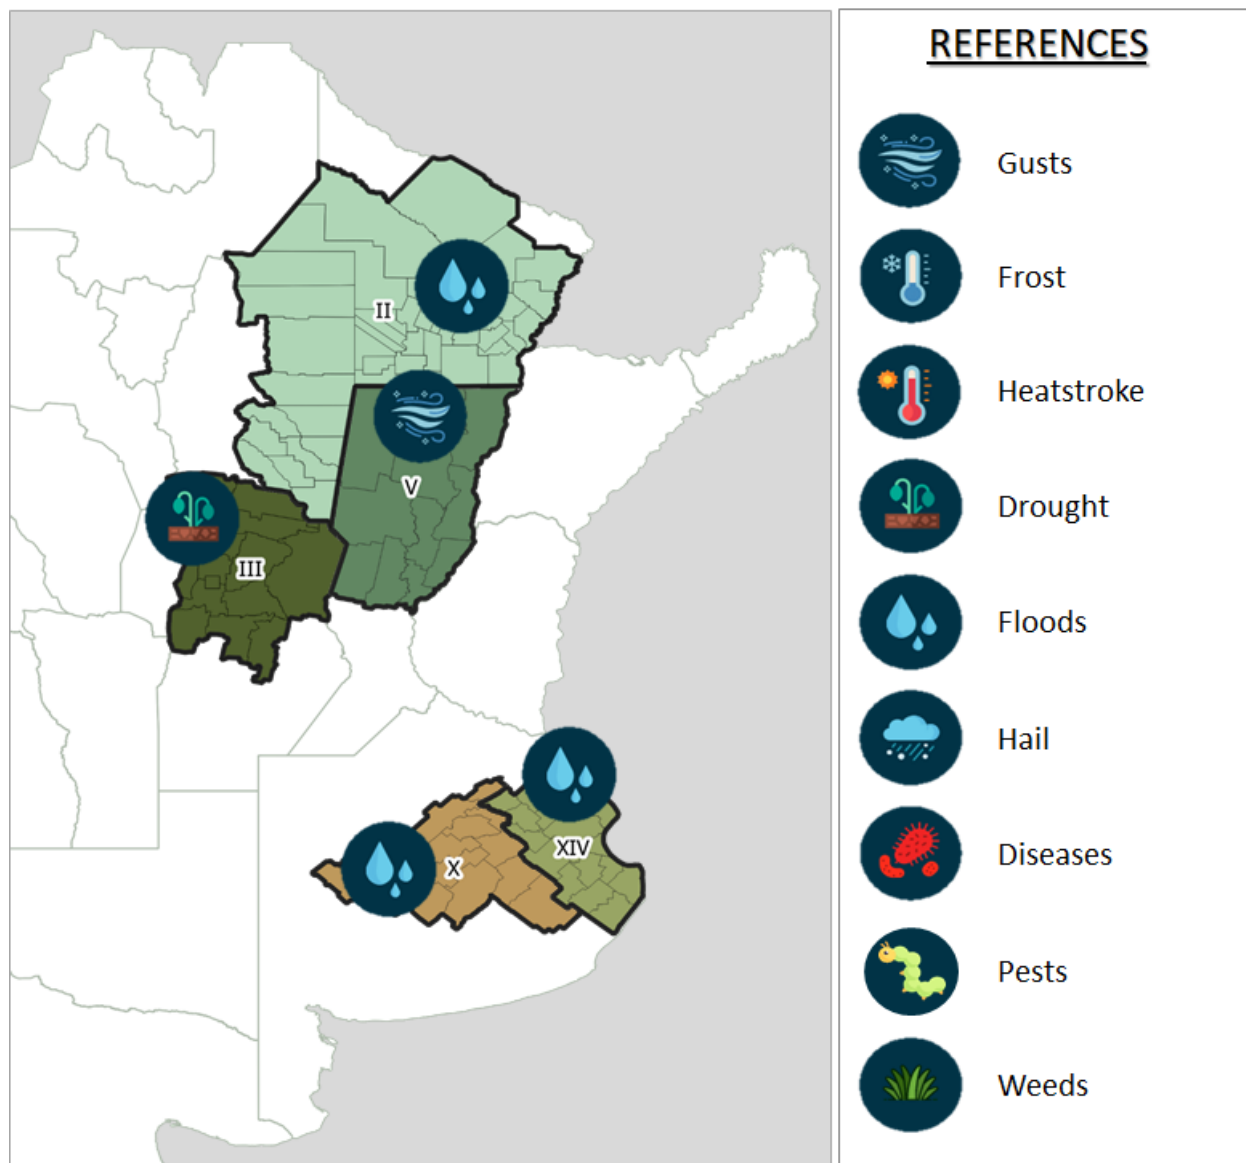 REFERENCES
Gusts
Frost
Heatstroke
Drought
Floods
Hail
Diseases
Pests
Weeds
II
V
III
XIV
X